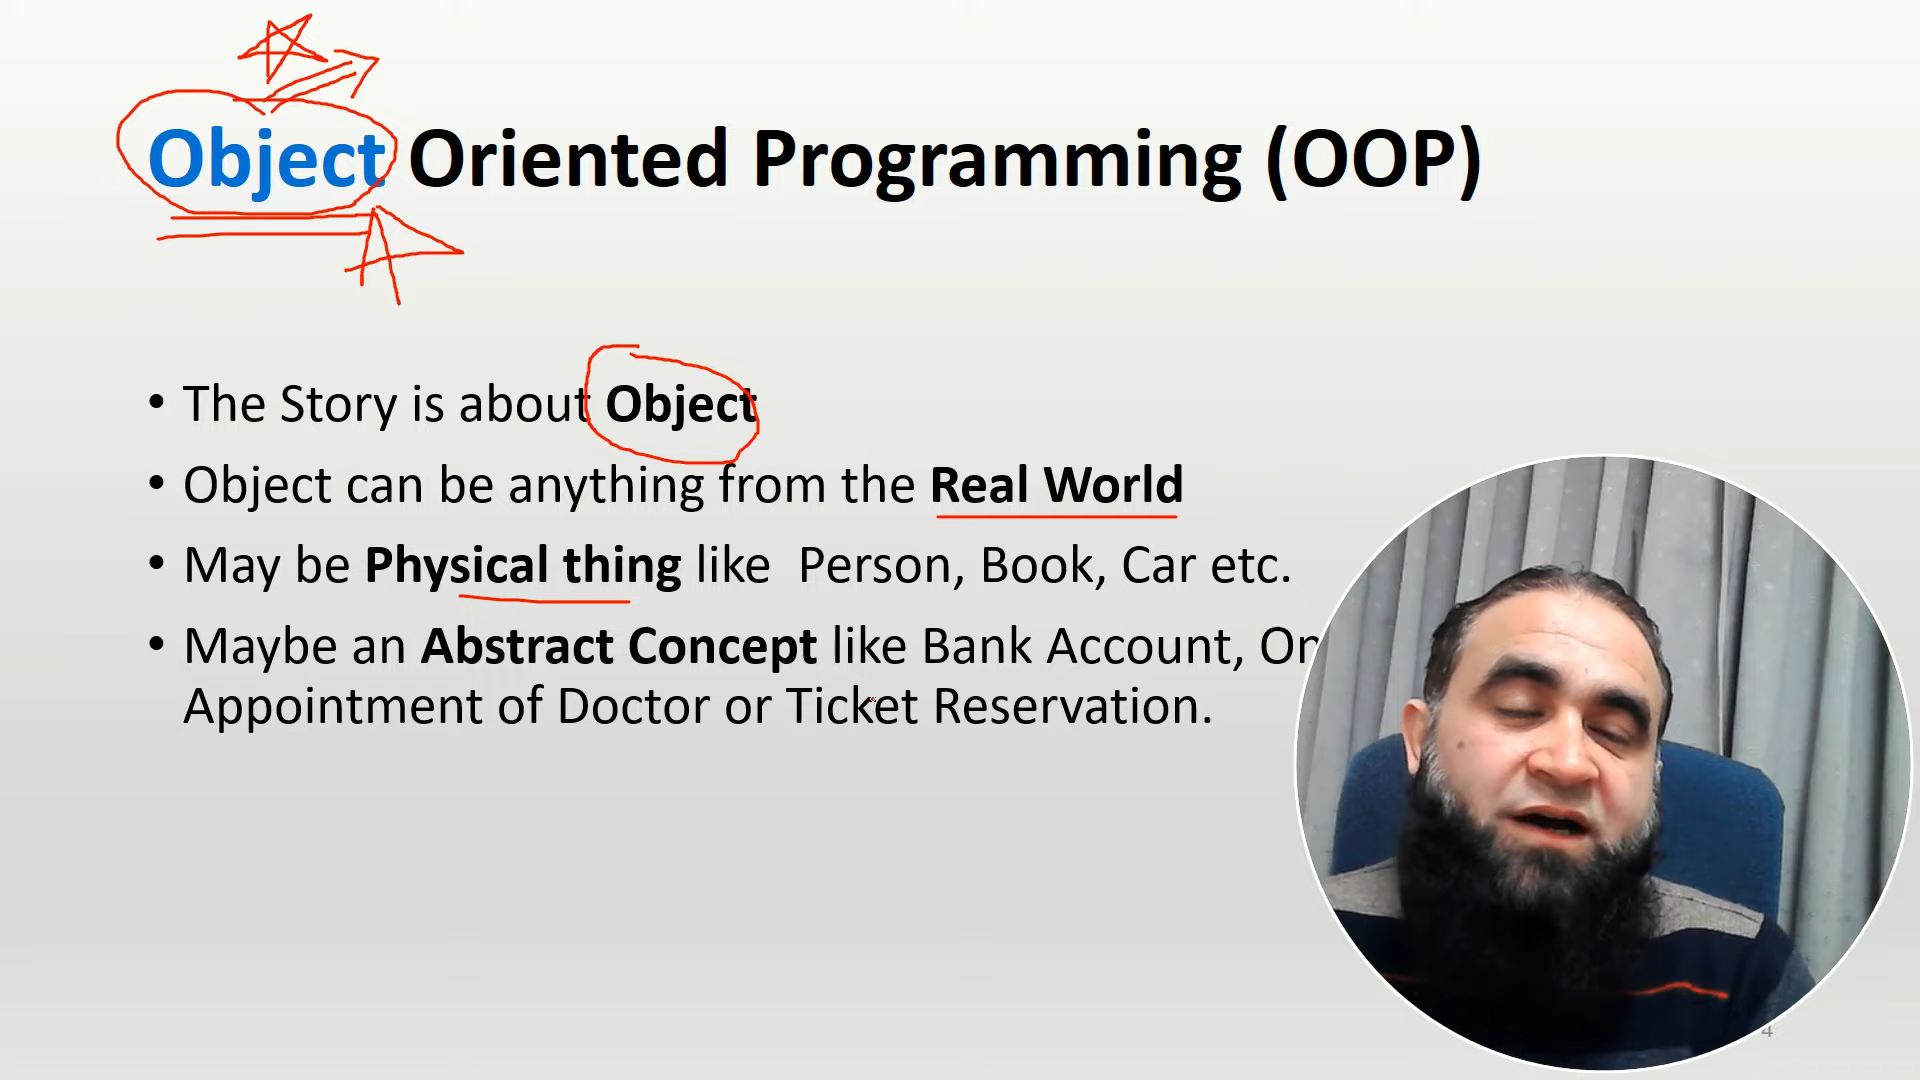 Object Oriented Programming (OOP)
• The Story is about Object
• Object can be anything from the Real World
• May be Physical thing like Person, Book, Car etc.
• Maybe an Abstract Concept like Bank Account,
Appointment of Doctor or Ticket Reservation.
4